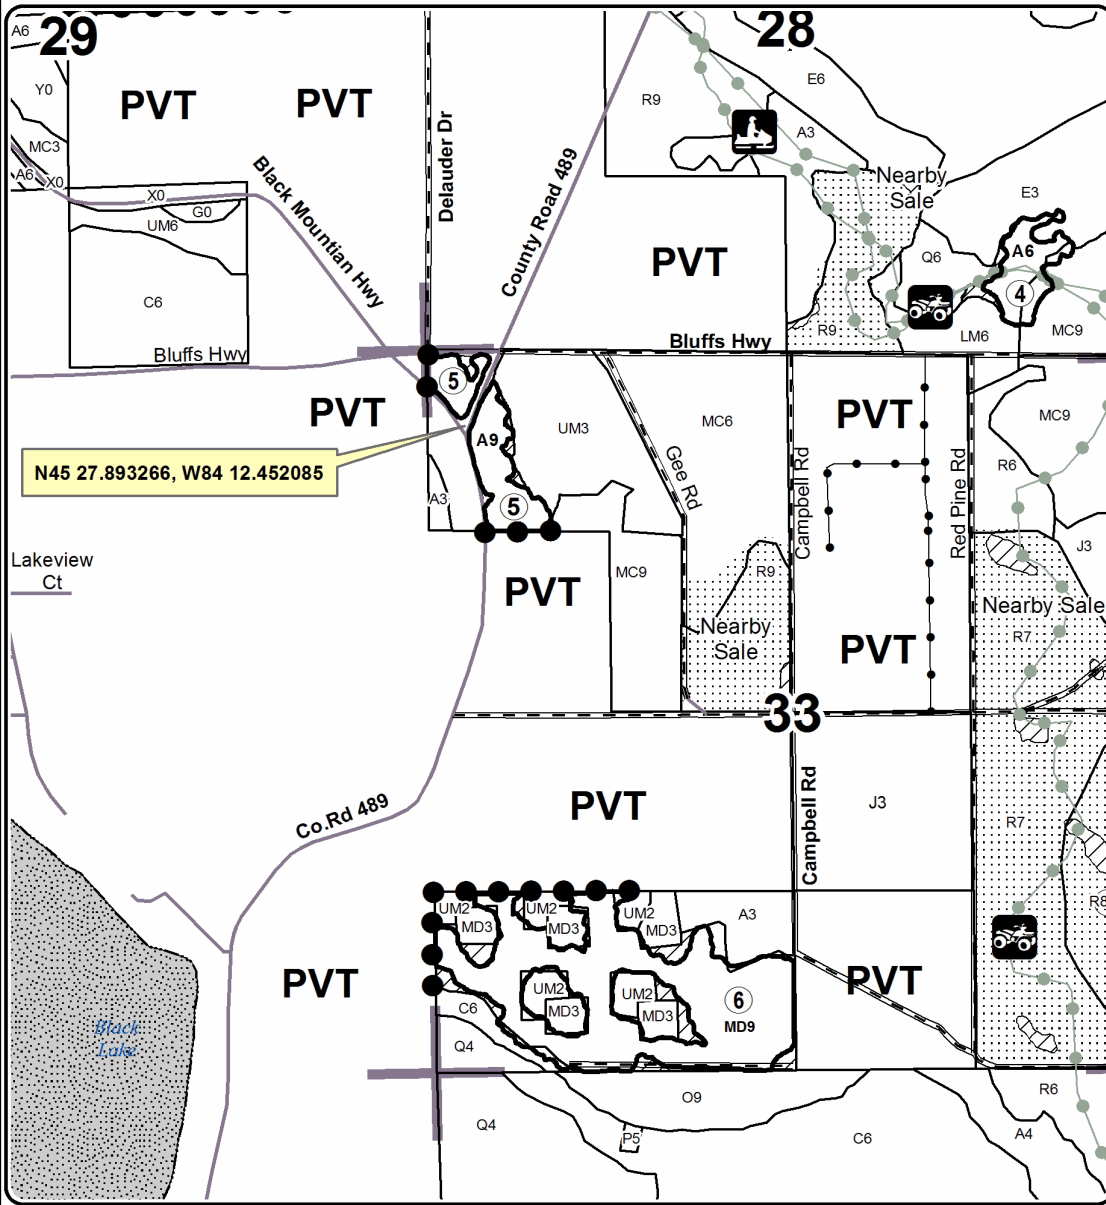 29
28
A6
Y0
MC3
A6
X0
X0
G0
UM6
C6
PVT
PVT
Black Mountian Hwy
Delauder Dr
County Road 489
R9
E6
A3
Nearby
Sale
E3
A6
Q6
4
PVT
R9
LM6
MC9
Bluffs Hwy
Bluffs Hwy
5
PVT
A9
UM3
MC6
PVT
MC9
N45 27.893266, W84 12.452085
A3
5
Gee Rd
Campbell Rd
Red Pine Rd
R6
J3
Lakeview
Ct
PVT
MC9
R9
Nearby
Sale
PVT
Nearby Sale
R7
33
Co.Rd 489
PVT
Campbell Rd
J3
R7
UM2
MD3
UM2
MD3
UM2
MD3
A3
R8
PVT
PVT
C6
UM2
MD3
UM2
MD3
6
MD9
Black
Lake
Q4
O9
R6
Q4
P5
C6
A4